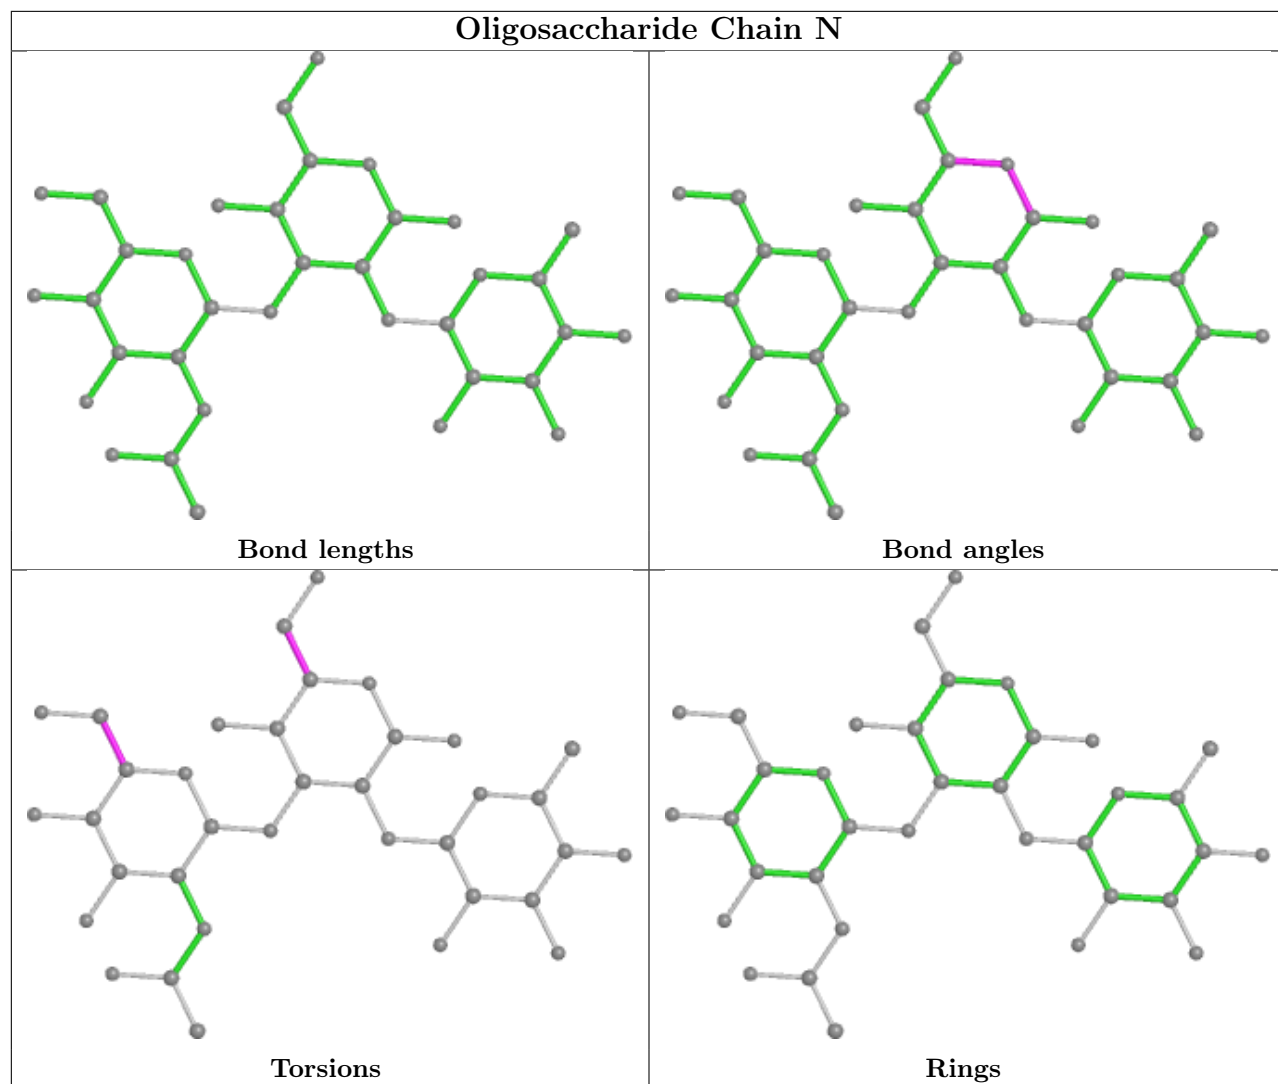 Oligosaccharide Chain N
Bond lengths
Bond angles
Torsions
Rings